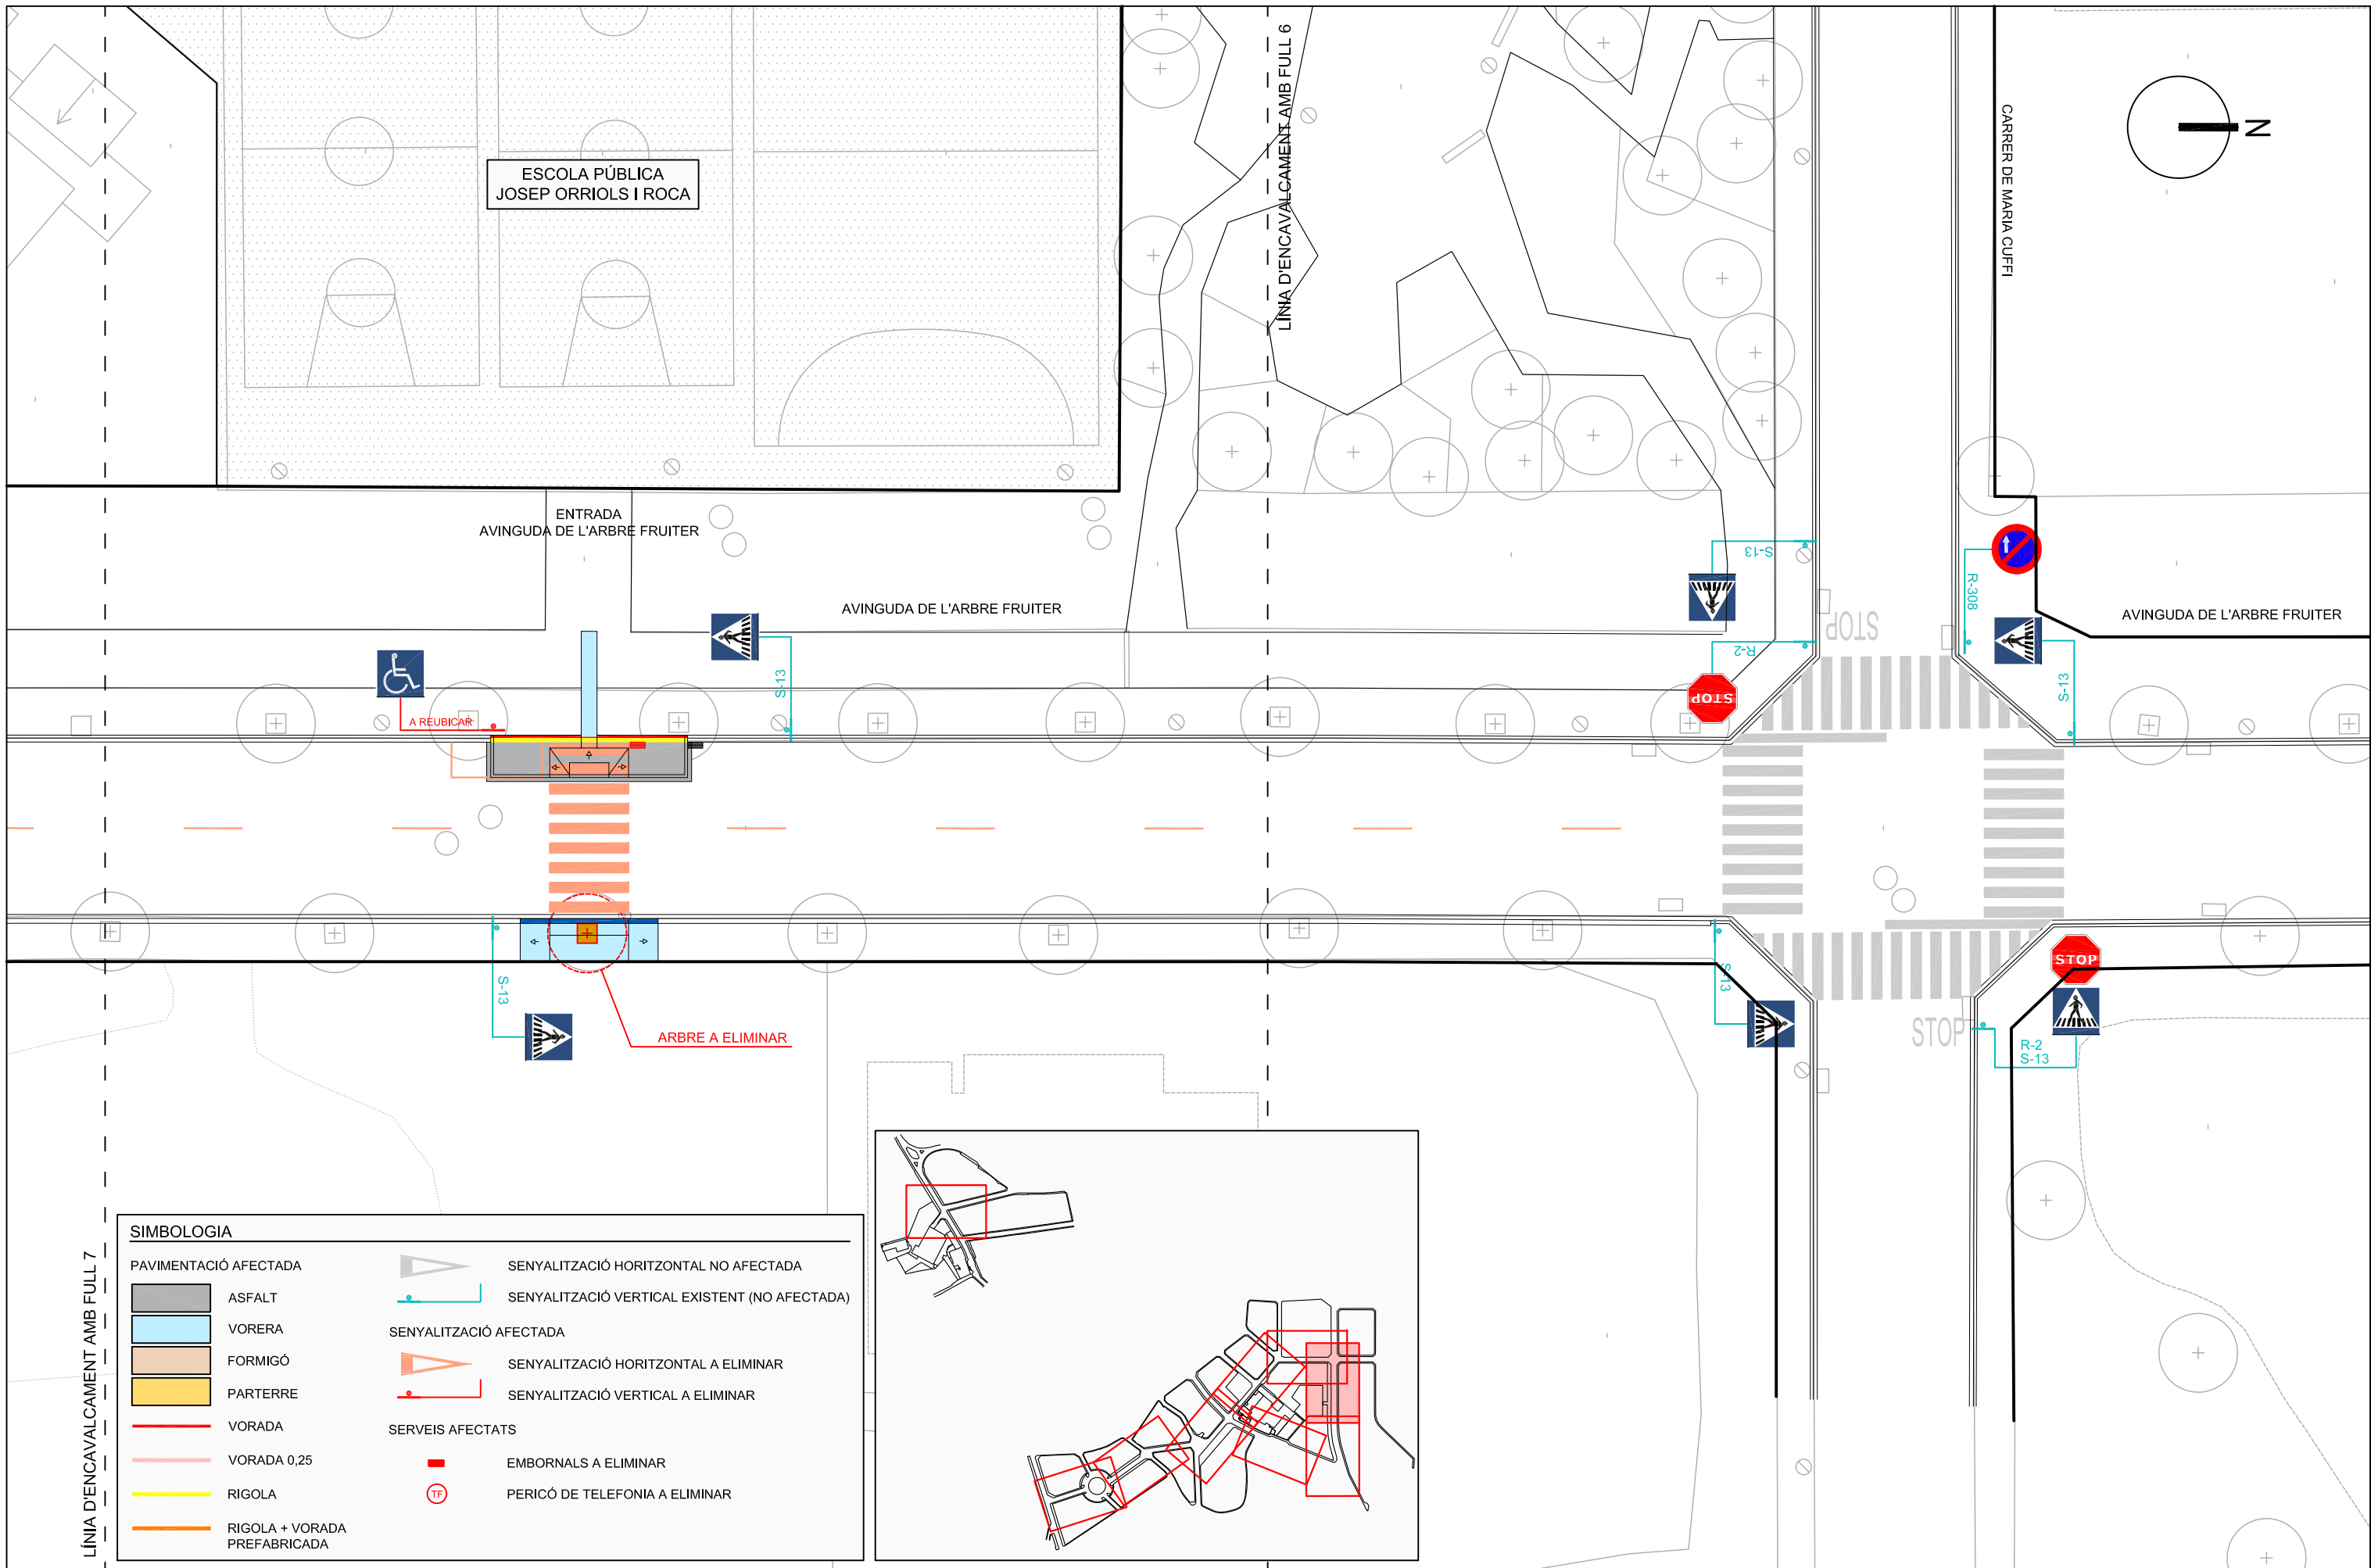 ESCOLA PÚBLICA
JOSEP ORRIOLS I ROCA
LÍNIA D'ENCAVALCAMENT AMB FULL 6
CARRER DE MARIA CUFFI
N
ENTRADA
AVINGUDA DE L'ARBRE FRUITER
AVINGUDA DE L'ARBRE FRUITER
AVINGUDA DE L'ARBRE FRUITER
S-13
R-308
STOP
R-2
STOP
S-13
S-13
A REUBICAR
S-13
S-13
STOP
STOP
R-2
S-13
ARBRE A ELIMINAR
LÍNIA D'ENCAVALCAMENT AMB FULL 7
SIMBOLOGIA
PAVIMENTACIÓ AFECTADA
ASFALT
VORERA
FORMIGÓ
PARTERRE
VORADA
VORADA 0,25
RIGOLA
RIGOLA + VORADA
PREFABRICADA
SENYALITZACIÓ HORITZONTAL NO AFECTADA
SENYALITZACIÓ VERTICAL EXISTENT (NO AFECTADA)
SENYALITZACIÓ AFECTADA
SENYALITZACIÓ HORITZONTAL A ELIMINAR
SENYALITZACIÓ VERTICAL A ELIMINAR
SERVEIS AFECTATS
EMBORNALS A ELIMINAR
TF
PERICÓ DE TELEFONIA A ELIMINAR